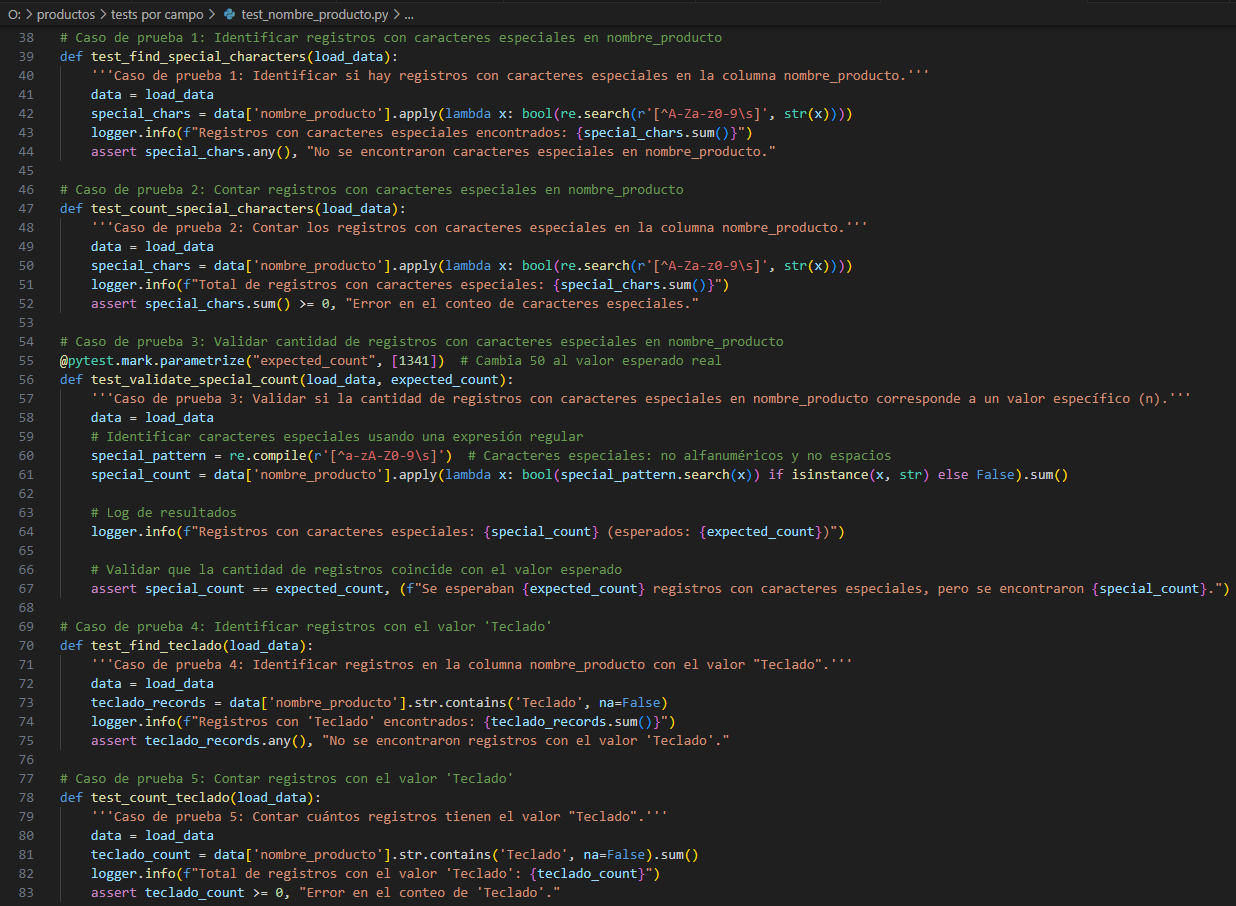 O: > productos > tests por campo > test_nombre_producto.py > ...
38 # Caso de prueba 1: Identificar registros con caracteres especiales en nombre_producto
39 def test_find_special_characters(load_data):
40     '''Caso de prueba 1: Identificar si hay registros con caracteres especiales en la columna nombre_producto.'''
41     data = load_data
42     special_chars = data['nombre_producto'].apply(lambda x: bool(re.search(r'[^A-Za-z0-9\s]', str(x))))
43     logger.info(f"Registros con caracteres especiales encontrados: {special_chars.sum()}")
44     assert special_chars.any(), "No se encontraron caracteres especiales en nombre_producto."
45
46 # Caso de prueba 2: Contar registros con caracteres especiales en nombre_producto
47 def test_count_special_characters(load_data):
48     '''Caso de prueba 2: Contar los registros con caracteres especiales en la columna nombre_producto.'''
49     data = load_data
50     special_chars = data['nombre_producto'].apply(lambda x: bool(re.search(r'[^A-Za-z0-9\s]', str(x))))
51     logger.info(f"Total de registros con caracteres especiales: {special_chars.sum()}")
52     assert special_chars.sum() >= 0, "Error en el conteo de caracteres especiales."
53
54 # Caso de prueba 3: Validar cantidad de registros con caracteres especiales en nombre_producto
55 @pytest.mark.parametrize("expected_count", [1341])  # Cambia 50 al valor esperado real
56 def test_validate_special_count(load_data, expected_count):
57     '''Caso de prueba 3: Validar si la cantidad de registros con caracteres especiales en nombre_producto corresponde a un valor específico (n).'''
58     data = load_data
59     # Identificar caracteres especiales usando una expresión regular
60     special_pattern = re.compile(r'[^a-zA-Z0-9\s]')  # Caracteres especiales: no alfanuméricos y no espacios
61     special_count = data['nombre_producto'].apply(lambda x: bool(special_pattern.search(x)) if isinstance(x, str) else False).sum()
62
63     # Log de resultados
64     logger.info(f"Registros con caracteres especiales: {special_count} (esperados: {expected_count})")
65
66     # Validar que la cantidad de registros coincide con el valor esperado
67     assert special_count == expected_count, (f"Se esperaban {expected_count} registros con caracteres especiales, pero se encontraron {special_count}.")
68
69 # Caso de prueba 4: Identificar registros con el valor 'Teclado'
70 def test_find_teclado(load_data):
71     '''Caso de prueba 4: Identificar registros en la columna nombre_producto con el valor "Teclado".'''
72     data = load_data
73     teclado_records = data['nombre_producto'].str.contains('Teclado', na=False)
74     logger.info(f"Registros con 'Teclado' encontrados: {teclado_records.sum()}")
75     assert teclado_records.any(), "No se encontraron registros con el valor 'Teclado'."
76
77 # Caso de prueba 5: Contar registros con el valor 'Teclado'
78 def test_count_teclado(load_data):
79     '''Caso de prueba 5: Contar cuántos registros tienen el valor "Teclado".'''
80     data = load_data
81     teclado_count = data['nombre_producto'].str.contains('Teclado', na=False).sum()
82     logger.info(f"Total de registros con el valor 'Teclado': {teclado_count}")
83     assert teclado_count >= 0, "Error en el conteo de 'Teclado'."